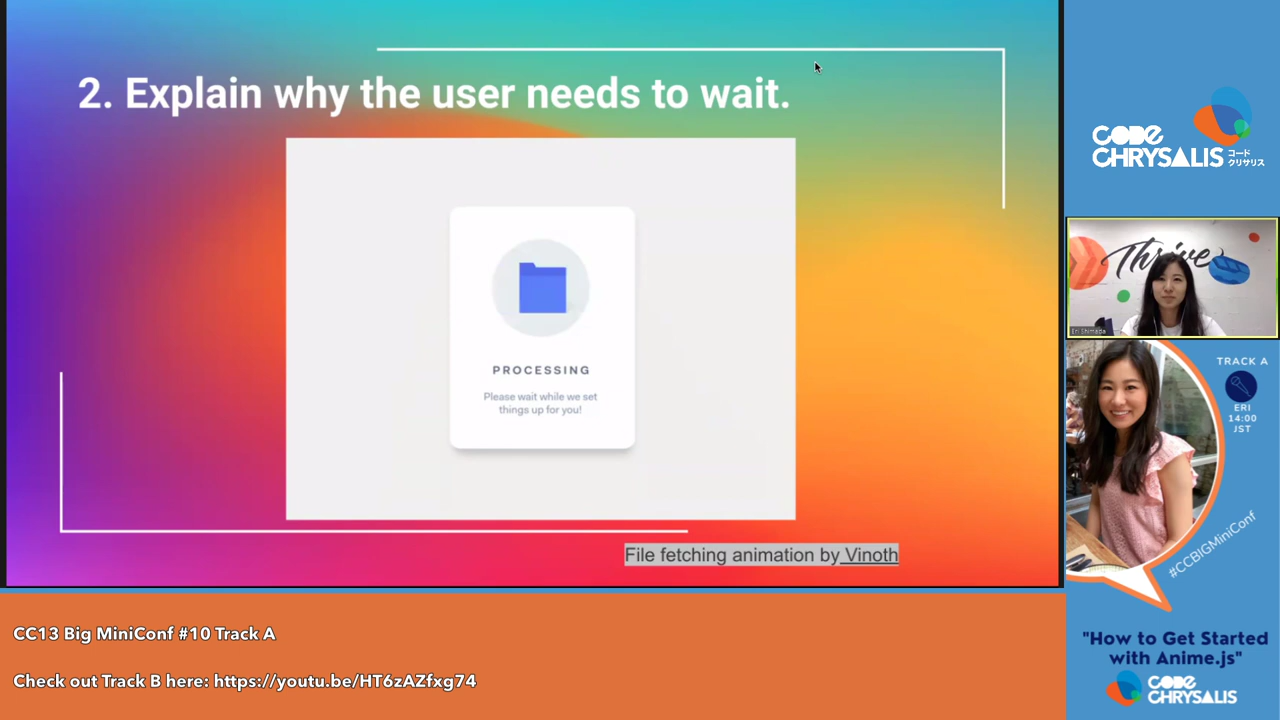 2. Explain why the user needs to wait.
PROCESSING
Please wait while we set
things up for you!
File fetching animation by Vinoth
CODE
CHRYSALIS
コード
クリサリス
Thrive
Eri Shimada
TRACK A
ERI
14:00
JST
#CCBIGMiniConf
"How to Get Started
with Anime.js"
CODE
CHRYSALIS
CC13 Big MiniConf #10 Track A
Check out Track B here: https://youtu.be/HT6zAZfxg74